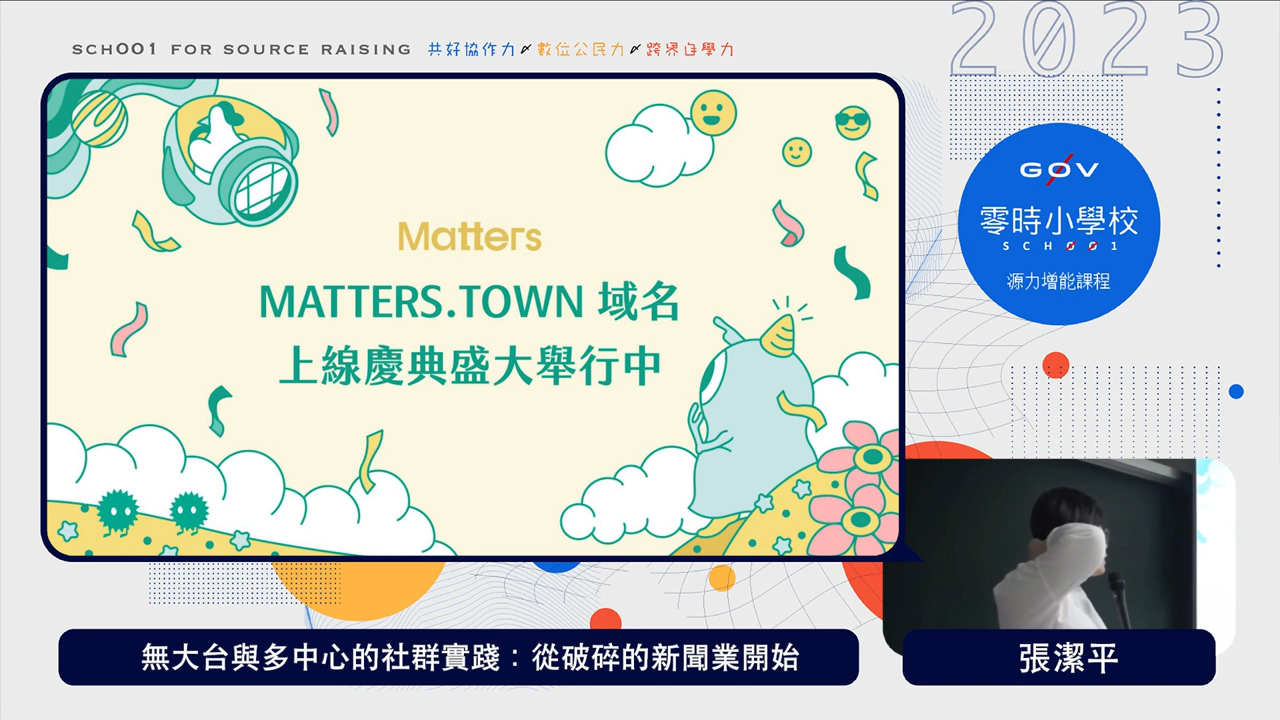 SCH001 FOR SOURCE RAISING 共好協作力 數位公民力 跨界自學力
2023
Matters
MATTERS.TOWN 域名
上線慶典盛大舉行中
G0V
零時小學校
SCH001
源力增能課程
無大台與多中心的社群實踐：從破碎的新聞業開始
張潔平